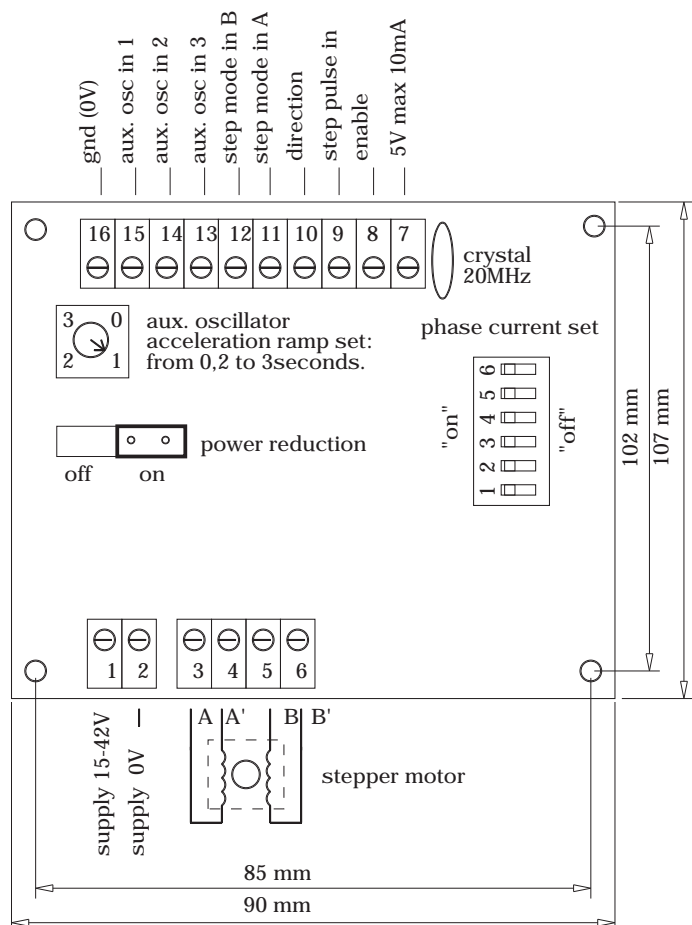 gnd (0V)
aux. osc in 1
aux. osc in 2
aux. osc in 3
step mode in B
step mode in A
direction
step pulse in
enable
5V max 10mA
16 15 14 13 12 11 10 9 8 7
crystal
20MHz
3 0
2 1
aux. oscillator
acceleration ramp set:
from 0,2 to 3seconds.
phase current set
"on"
6
5
4
3
2
1
"off"
power reduction
off on
102 mm
107 mm
1 2 3 4 5 6
A A' B B'
supply 15-42V
supply 0V
stepper motor
85 mm
90 mm